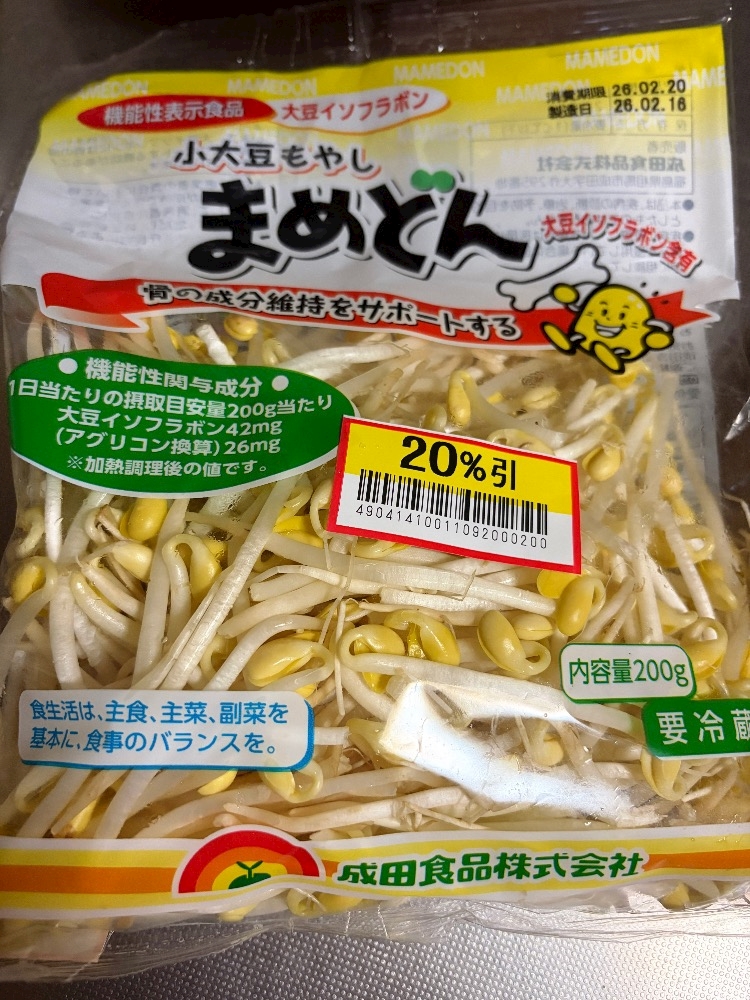 MAMEDON MAMEDON MAMEDON
機能性表示食品 大豆イソフラボン
消費期限 26.02.20
製造日 26.02.16
小大豆もやし
まめどん
大豆イソフラボン含有
骨の成分維持をサポートする
● 機能性関与成分 ●
1日当たりの摂取目安量200g当たり
大豆イソフラボン42mg
(アグリコン換算)26mg
※加熱調理後の値です。
20%引
4904141001109200200
内容量200g
要冷蔵
食生活は、主食、主菜、副菜を
基本に、食事のバランスを。
成田食品株式会社